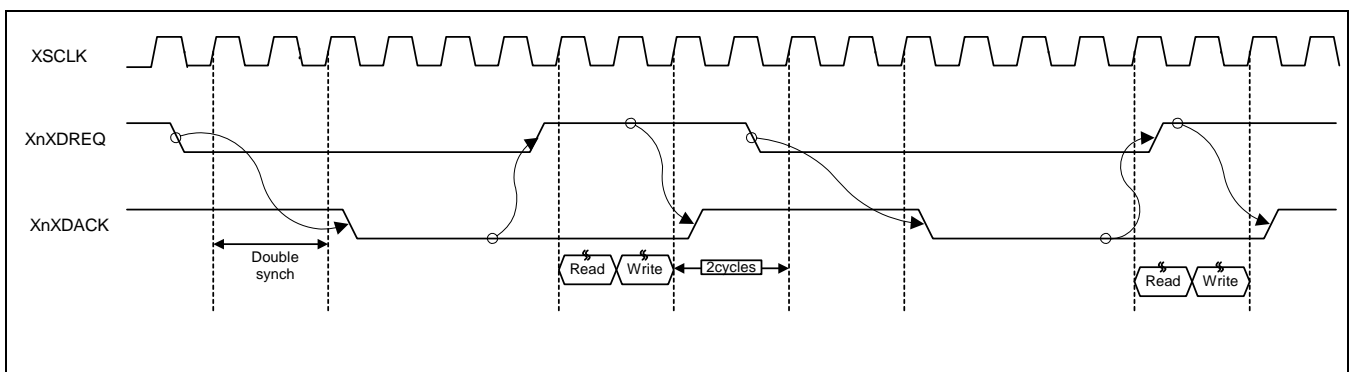 XSCLK
XnXDREQ
XnXDACK
Double
synch
Read
Write
2cycles
Read
Write